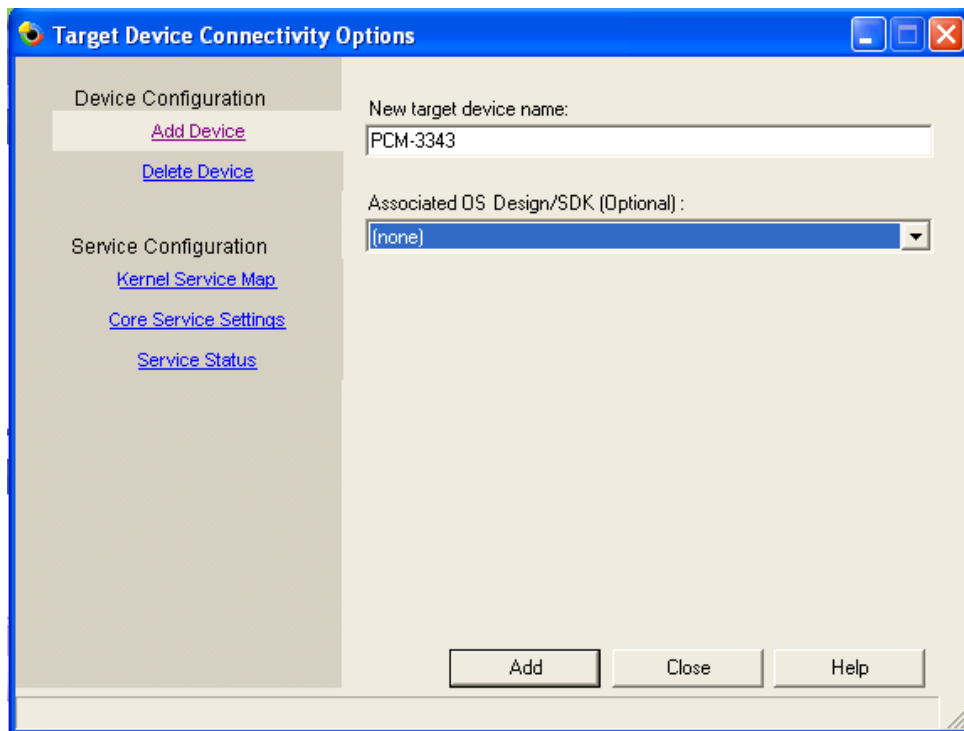 Target Device Connectivity Options
Device Configuration
Add Device
Delete Device
Service Configuration
Kernel Service Map
Core Service Settings
Service Status
New target device name:
PCM-3343
Associated OS Design/SDK (Optional) :
(none)
Add
Close
Help